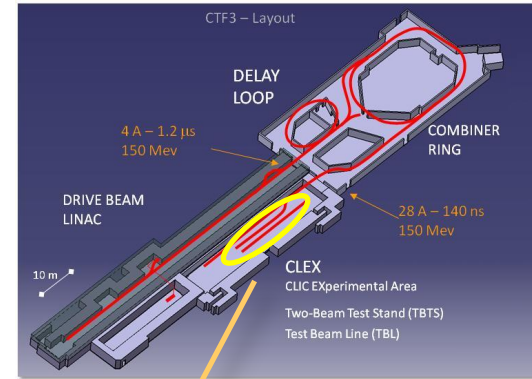 CTF3 – Layout
DELAY
LOOP
4 A – 1.2 µs
150 Mev
COMBINER
RING
DRIVE BEAM
LINAC
28 A – 140 ns
150 Mev
10 m
CLEX
CLIC EXperimental Area
Two-Beam Test Stand (TBTS)
Test Beam Line (TBL)